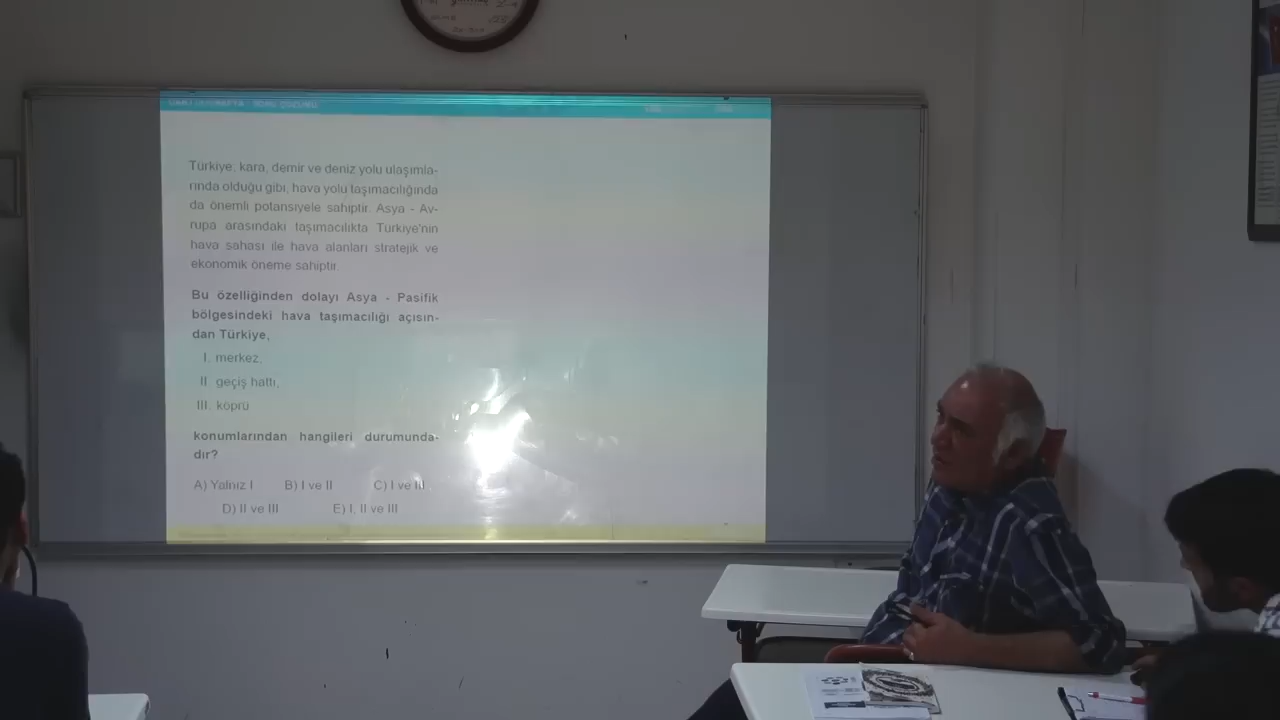 Türkiye; kara, demir ve deniz yolu ulaşımla-
rında olduğu gibi, hava yolu taşımacılığında
da önemli potansiyele sahiptir. Asya - Av-
rupa arasındaki taşımacılıkta Türkiye'nin
hava sahası ile hava alanları stratejik ve
ekonomik öneme sahiptir.
Bu özelliğinden dolayı Asya - Pasifik
bölgesindeki hava taşımacılığı açısın-
dan Türkiye,
I. merkez,
II. geçiş hattı,
III. köprü
konumlarından hangileri durumunda-
dır?
A) Yalnız I B) I ve II C) I ve III
D) II ve III E) I, II ve III